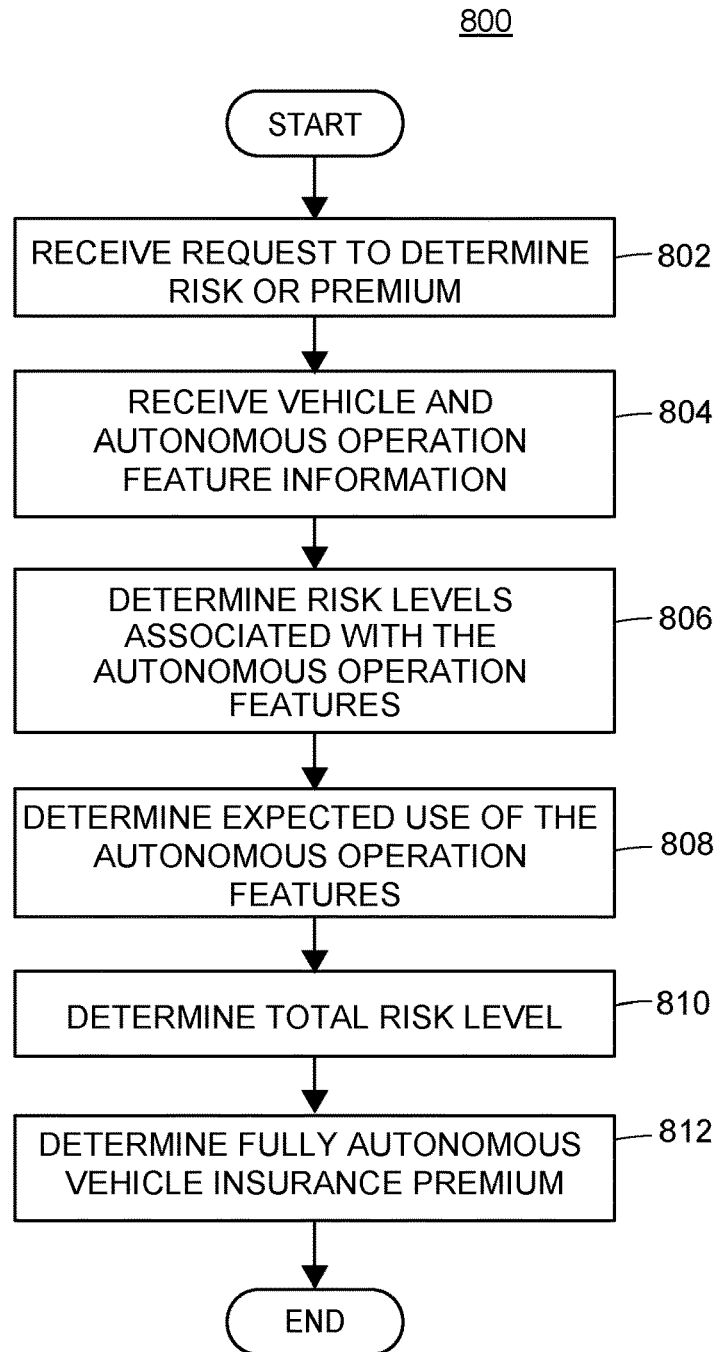 800
START
RECEIVE REQUEST TO DETERMINE
RISK OR PREMIUM
802
RECEIVE VEHICLE AND
AUTONOMOUS OPERATION
FEATURE INFORMATION
804
DETERMINE RISK LEVELS
ASSOCIATED WITH THE
AUTONOMOUS OPERATION
FEATURES
806
DETERMINE EXPECTED USE OF THE
AUTONOMOUS OPERATION
FEATURES
808
DETERMINE TOTAL RISK LEVEL
810
DETERMINE FULLY AUTONOMOUS
VEHICLE INSURANCE PREMIUM
812
END